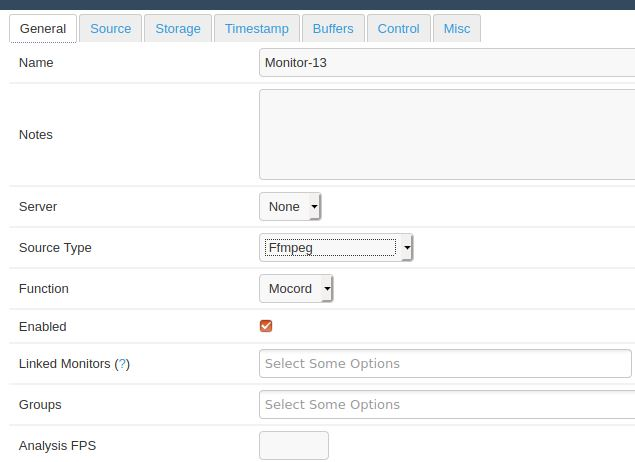 General Source Storage Timestamp Buffers Control Misc
Name Monitor-13
Notes
Server None
Source Type Ffmpeg
Function Mocord
Enabled
Linked Monitors (?) Select Some Options
Groups Select Some Options
Analysis FPS